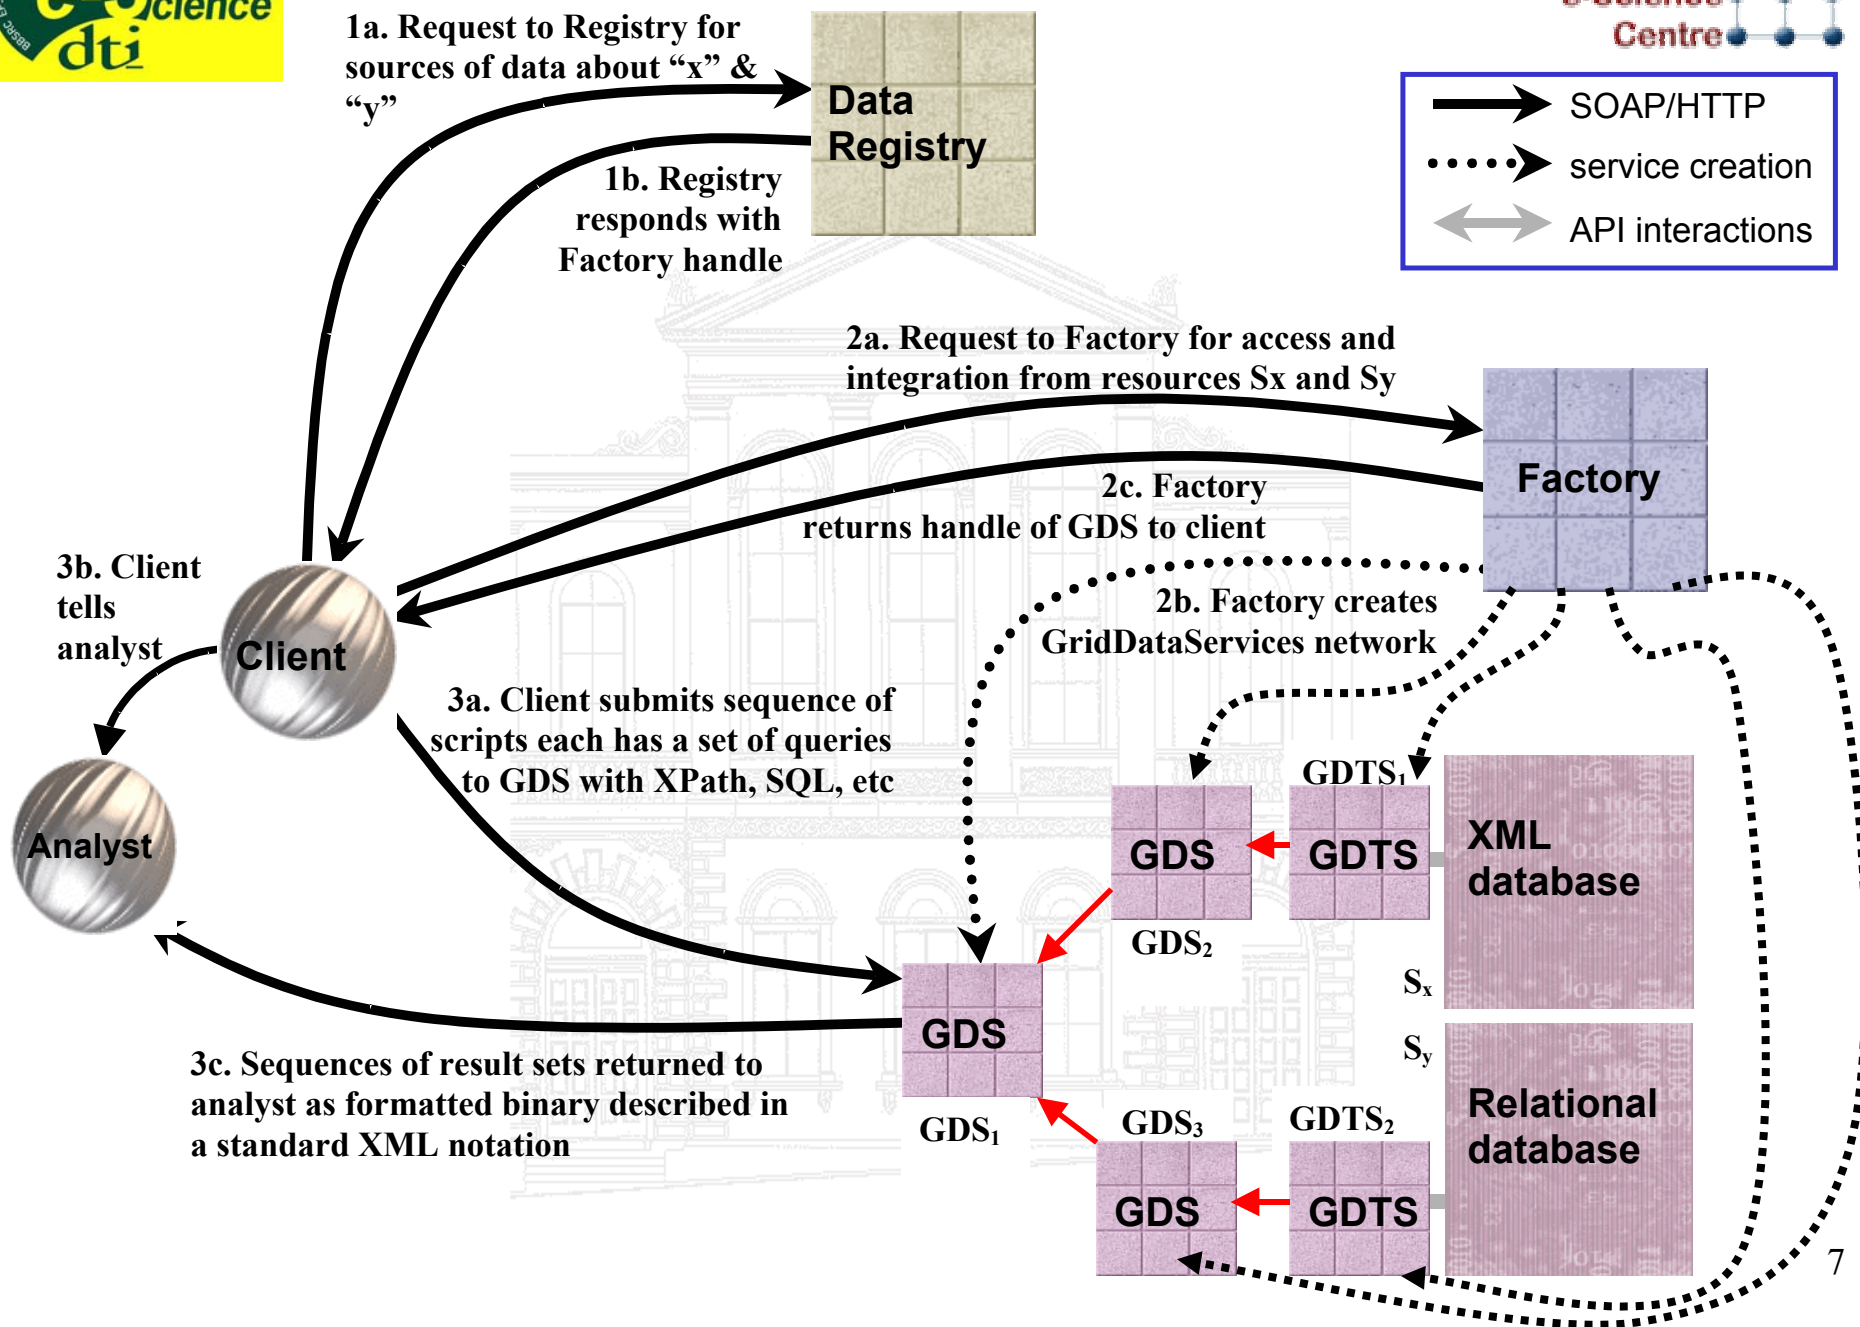 Science
dti
1a. Request to Registry for
sources of data about “x” &
“y”
Data
Registry
1b. Registry
responds with
Factory handle
e-Science
Centre
SOAP/HTTP
service creation
API interactions
2a. Request to Factory for access and
integration from resources Sx and Sy
Factory
2c. Factory
returns handle of GDS to client
2b. Factory creates
GridDataServices network
3b. Client
tells
analyst
Client
Analyst
3a. Client submits sequence of
scripts each has a set of queries
to GDS with XPath, SQL, etc
GDTS1
GDS
GDTS
XML
database
GDS2
Sx
Sy
GDS
GDS1
3c. Sequences of result sets returned to
analyst as formatted binary described in
a standard XML notation
GDS3
GDTS2
GDS
GDTS
Relational
database
7